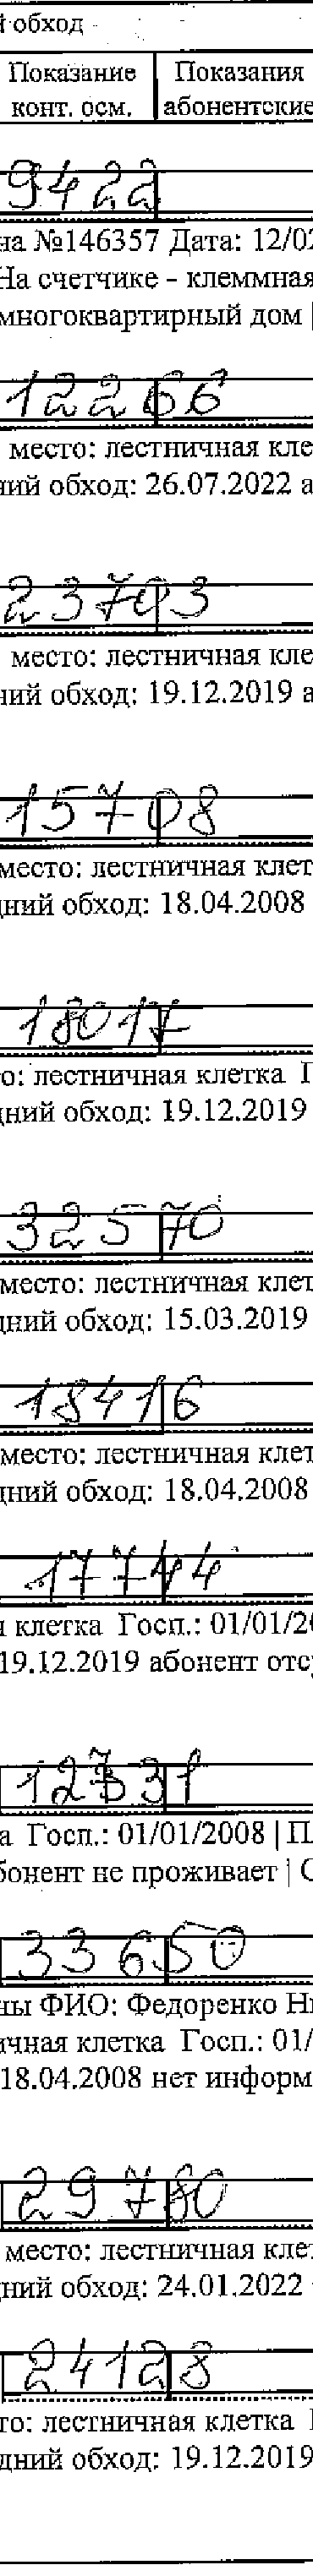 й обход
Показание Показания
конт. осм. абонентские
9422
на №146357 Дата: 12/02
На счетчике - клеммная
многоквартирный дом |
12266
место: лестничная кле
ний обход: 26.07.2022 а
23703
место: лестничная кле
ний обход: 19.12.2019 а
15708
место: лестничная клет
дний обход: 18.04.2008
18017
о: лестничная клетка П
дний обход: 19.12.2019
32570
место: лестничная клет
дний обход: 15.03.2019
18416
место: лестничная клет
дний обход: 18.04.2008
17744
я клетка Госп.: 01/01/20
19.12.2019 абонент отсу
а Госп.: 01/01/2008 | П
бонент не проживает | С
33650
ны ФИО: Федоренко Н
ичная клетка Госп.: 01/
18.04.2008 нет информ
29780
место: лестничная кле
ний обход: 24.01.2022
24128
то: лестничная клетка
дний обход: 19.12.2019